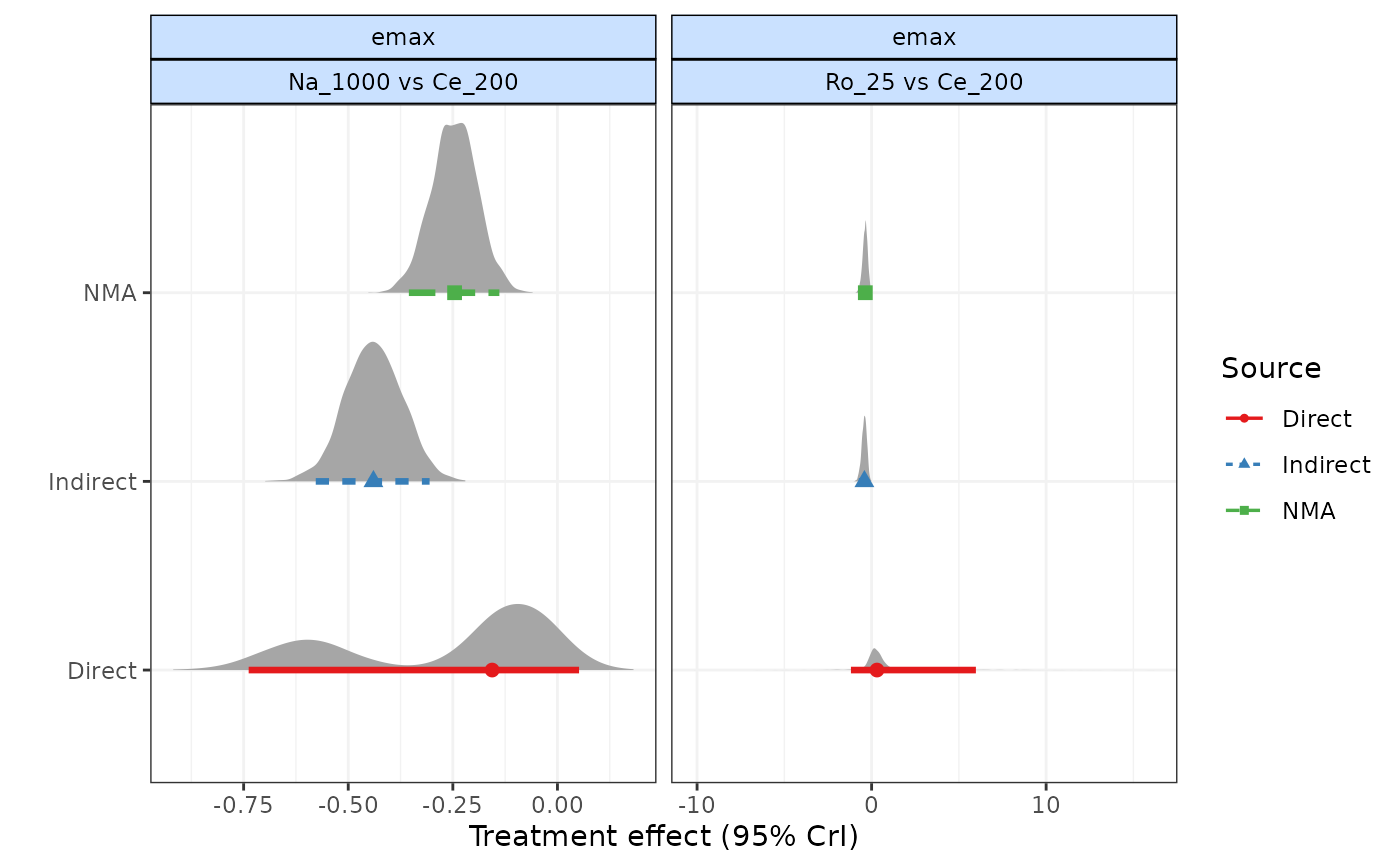 emax
emax
Na_1000 vs Ce_200
Ro_25 vs Ce_200
NMA
Indirect
Direct
-0.75
-0.50
-0.25
0.00
-10
0
10
Treatment effect (95% CrI)
Source
Direct
Indirect
NMA